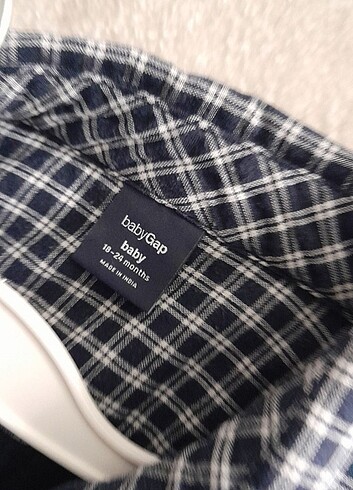 babyGap
baby
18-24 months
MADE IN INDIA